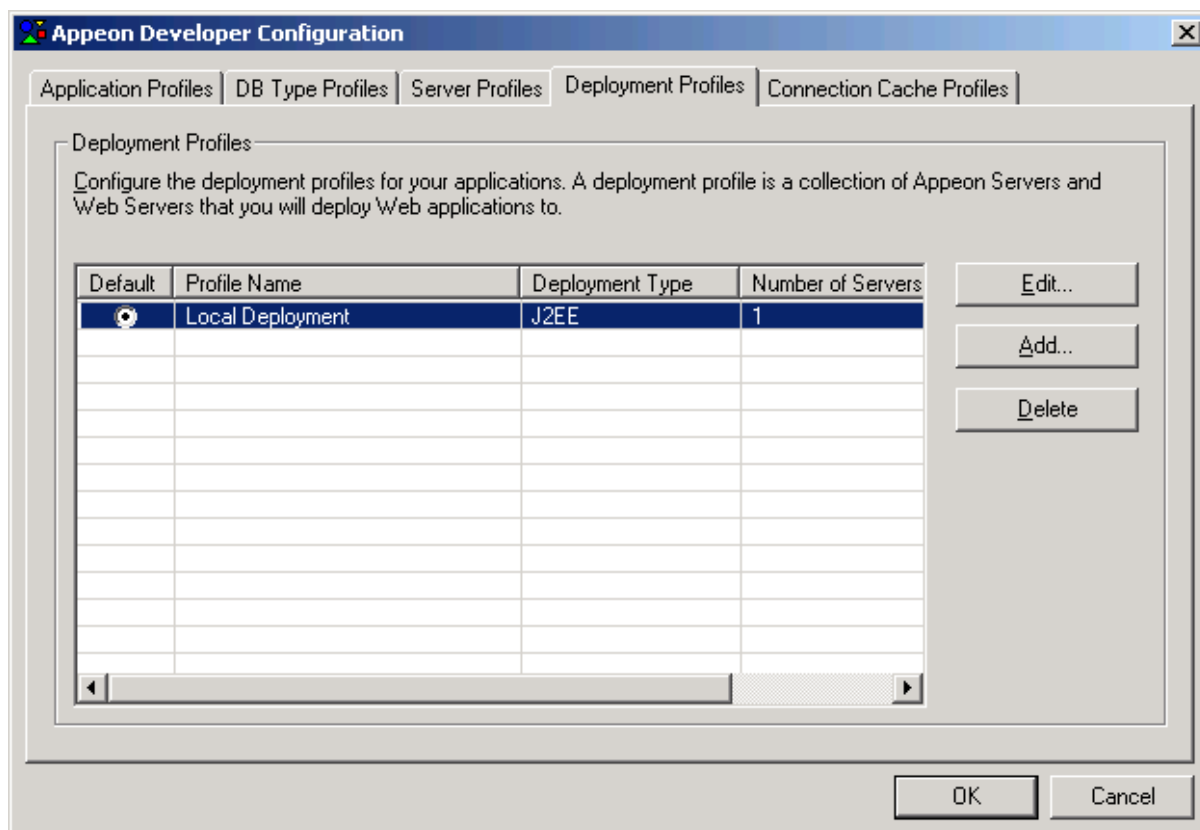 Appeon Developer Configuration
Application Profiles DB Type Profiles Server Profiles Deployment Profiles Connection Cache Profiles
Deployment Profiles
Configure the deployment profiles for your applications. A deployment profile is a collection of Appeon Servers and
Web Servers that you will deploy Web applications to.
Default Profile Name Deployment Type Number of Servers
Local Deployment J2EE 1
Edit...
Add...
Delete
OK Cancel